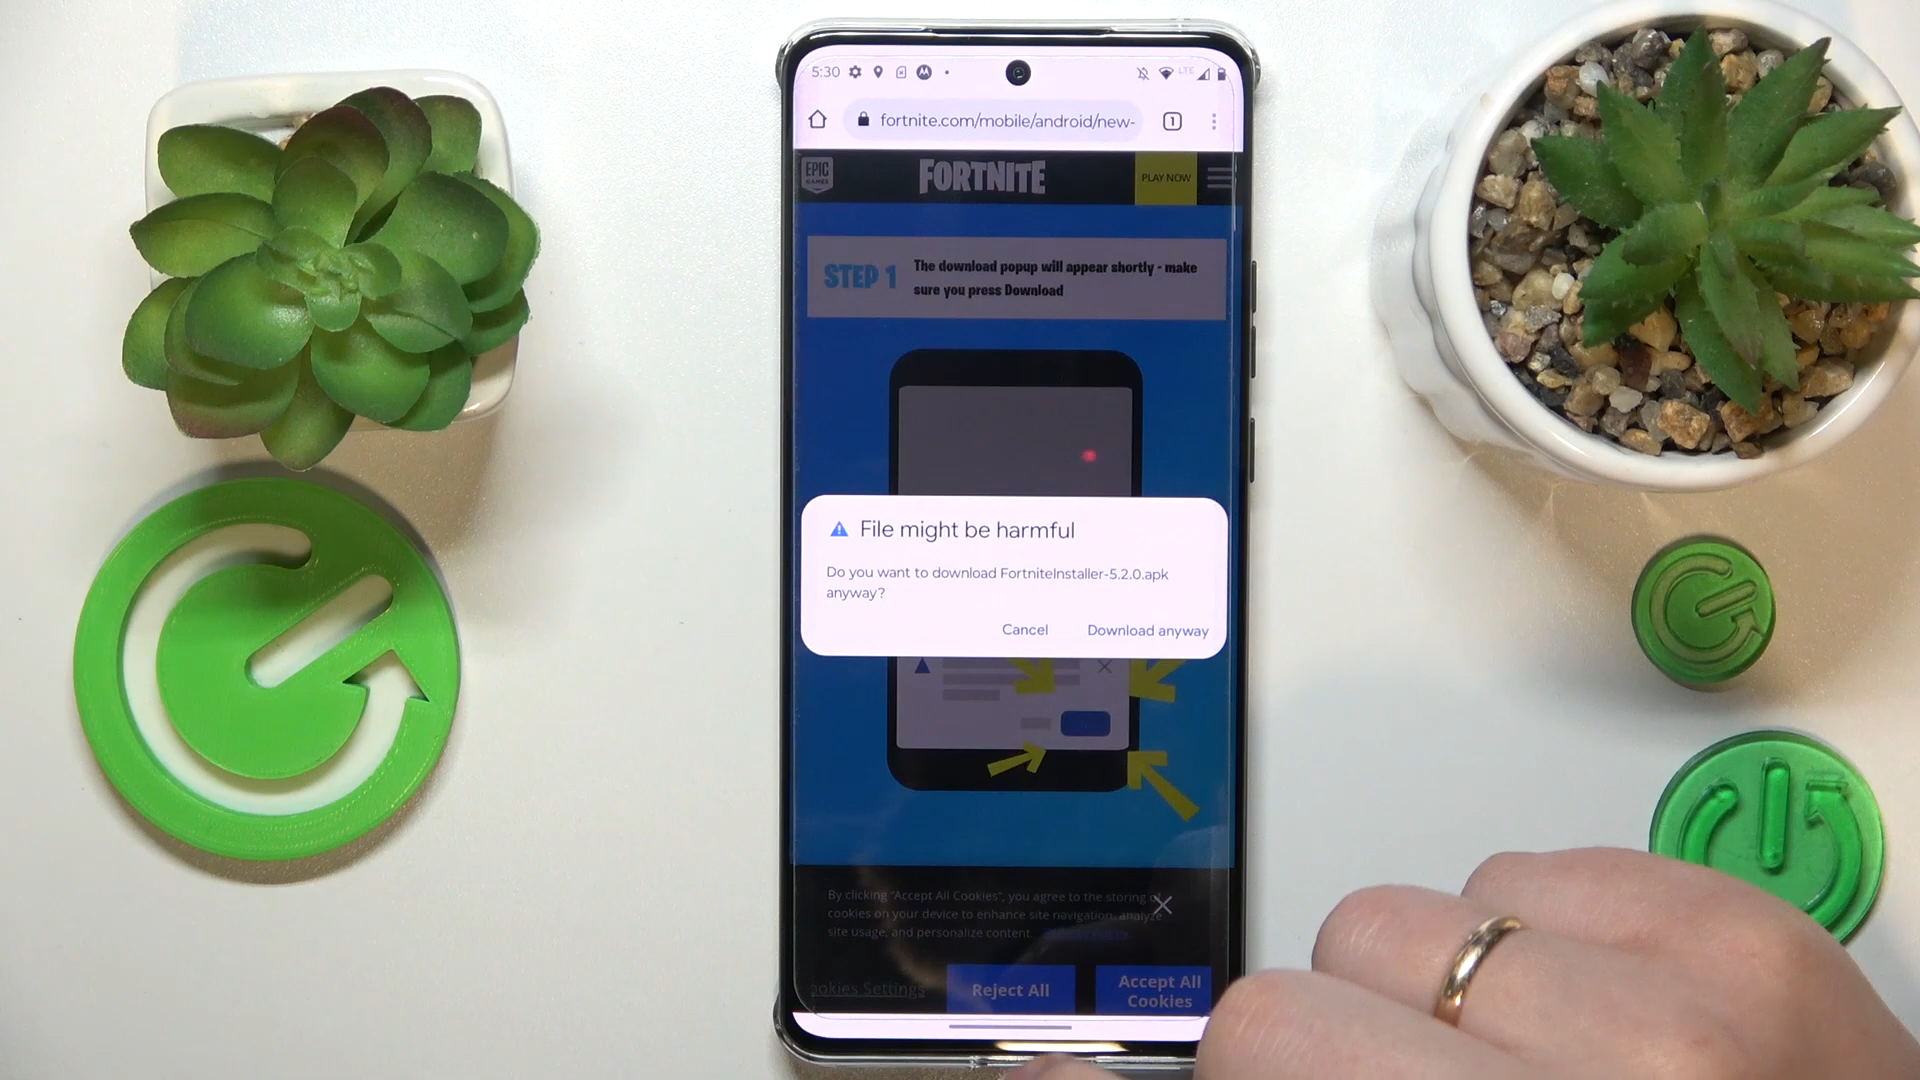 5:30
LTE
fortnite.com/mobile/android/new-
1
EPIC
GAMES
FORTNITE
PLAY NOW
STEP 1
The download popup will appear shortly - make
sure you press Download
File might be harmful
Do you want to download FortniteInstaller-5.2.0.apk
anyway?
Cancel
Download anyway
By clicking "Accept All Cookies", you agree to the storing of
cookies on your device to enhance site navigation, analyze
site usage, and personalize content.
ookies Settings
Reject All
Accept All
Cookies